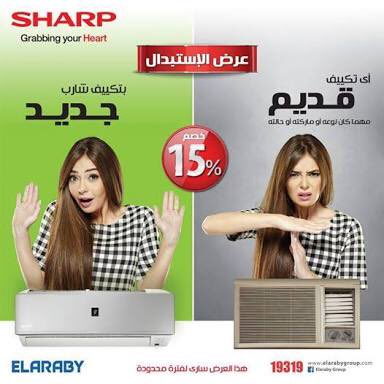 SHARP
Grabbing your Heart
عرض الإستبدال
أى تكييف
قديم
مهما كان نوعه أو ماركته أو حالته
بتكييف شارب
جديد
خصم
15%
ELARABY
هذا العرض سارى لفترة محدودة
19319
www.elarabygroup.com
Elaraby Group